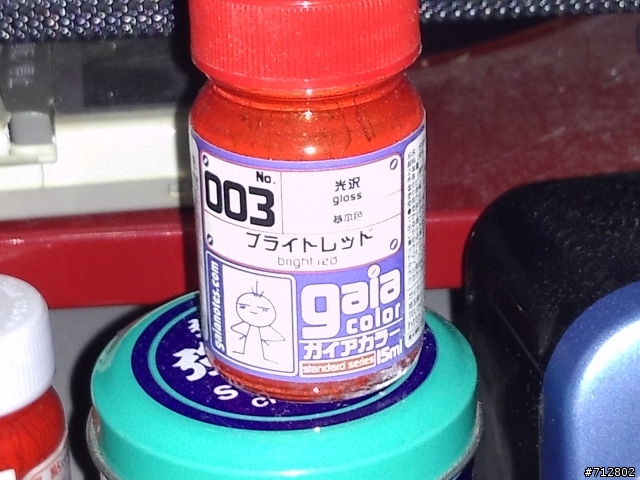 No.
003
光沢
gloss
基本色
ブライトレッド
bright red
gaianotes.com
gaia
color
ガイアカラー
standard series
15ml
#712802